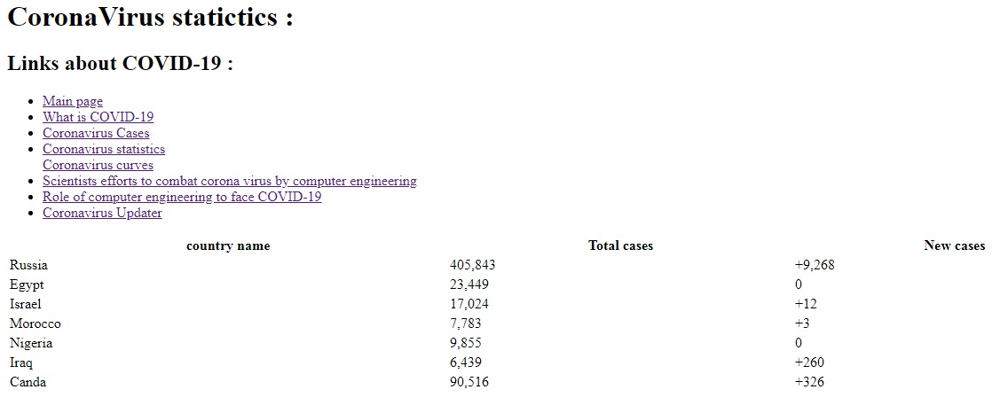 CoronaVirus statictics :
Links about COVID-19 :
Main page
What is COVID-19
Coronavirus Cases
Coronavirus statistics
Coronavirus curves
Scientists efforts to combat corona virus by computer engineering
Role of computer engineering to face COVID-19
Coronavirus Updater
country name Total cases New cases
Russia 405,843 +9,268
Egypt 23,449 0
Israel 17,024 +12
Morocco 7,783 +3
Nigeria 9,855 0
Iraq 6,439 +260
Canda 90,516 +326